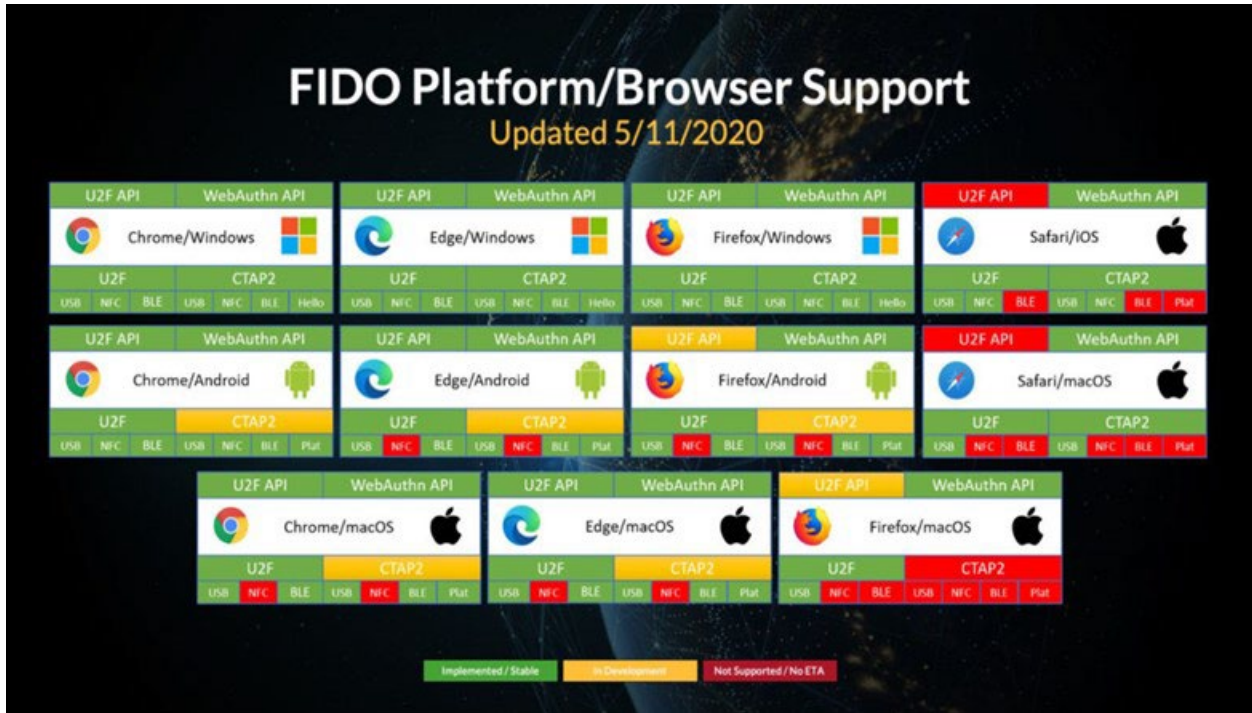 FIDO Platform/Browser Support
Updated 5/11/2020
U2F API WebAuthn API
Chrome/Windows
U2F CTAP2
USB NFC BLE USB NFC BLE Hello
U2F API WebAuthn API
Edge/Windows
U2F CTAP2
USB NFC BLE USB NFC BLE Hello
U2F API WebAuthn API
Firefox/Windows
U2F CTAP2
USB NFC BLE USB NFC BLE Hello
U2F API WebAuthn API
Safari/iOS
U2F CTAP2
USB NFC BLE USB NFC BLE Plat
U2F API WebAuthn API
Chrome/Android
U2F CTAP2
USB NFC BLE USB NFC BLE Plat
U2F API WebAuthn API
Edge/Android
U2F CTAP2
USB NFC BLE USB NFC BLE Plat
U2F API WebAuthn API
Firefox/Android
U2F CTAP2
USB NFC BLE USB NFC BLE Plat
U2F API WebAuthn API
Safari/macOS
U2F CTAP2
USB NFC BLE USB NFC BLE Plat
U2F API WebAuthn API
Chrome/macOS
U2F CTAP2
USB NFC BLE USB NFC BLE Plat
U2F API WebAuthn API
Edge/macOS
U2F CTAP2
USB NFC BLE USB NFC BLE Plat
U2F API WebAuthn API
Firefox/macOS
U2F CTAP2
USB NFC BLE USB NFC BLE Plat
Implemented / Stable
In Development
Not Supported / No ETA